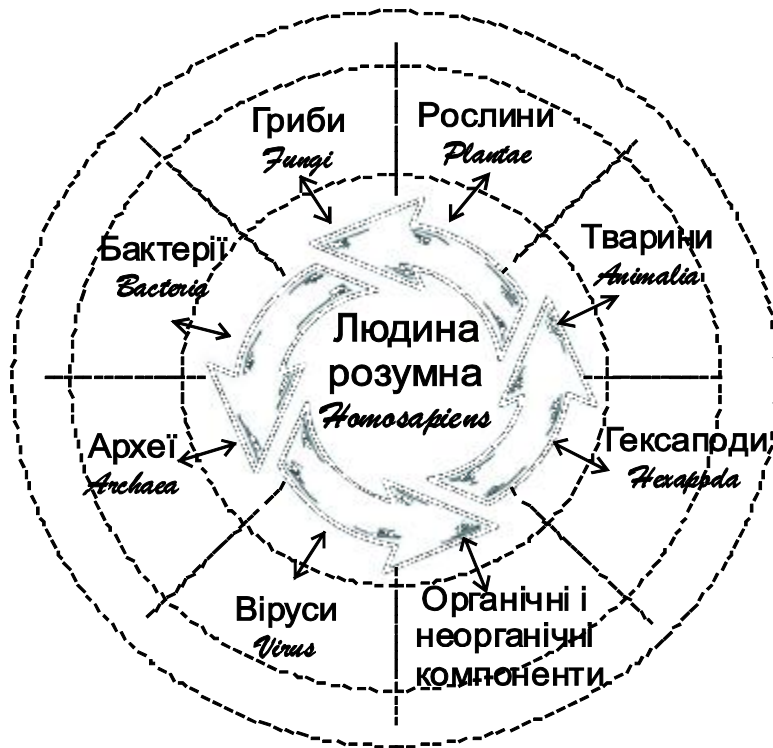 Гриби
Fungi
Рослини
Plantae
Бактерії
Bacteria
Тварини
Animalia
Людина
розумна
Homosapiens
Археї
Archaea
Гексаподи
Hexapoda
Віруси
Virus
Органічні і
неорганічні
компоненти